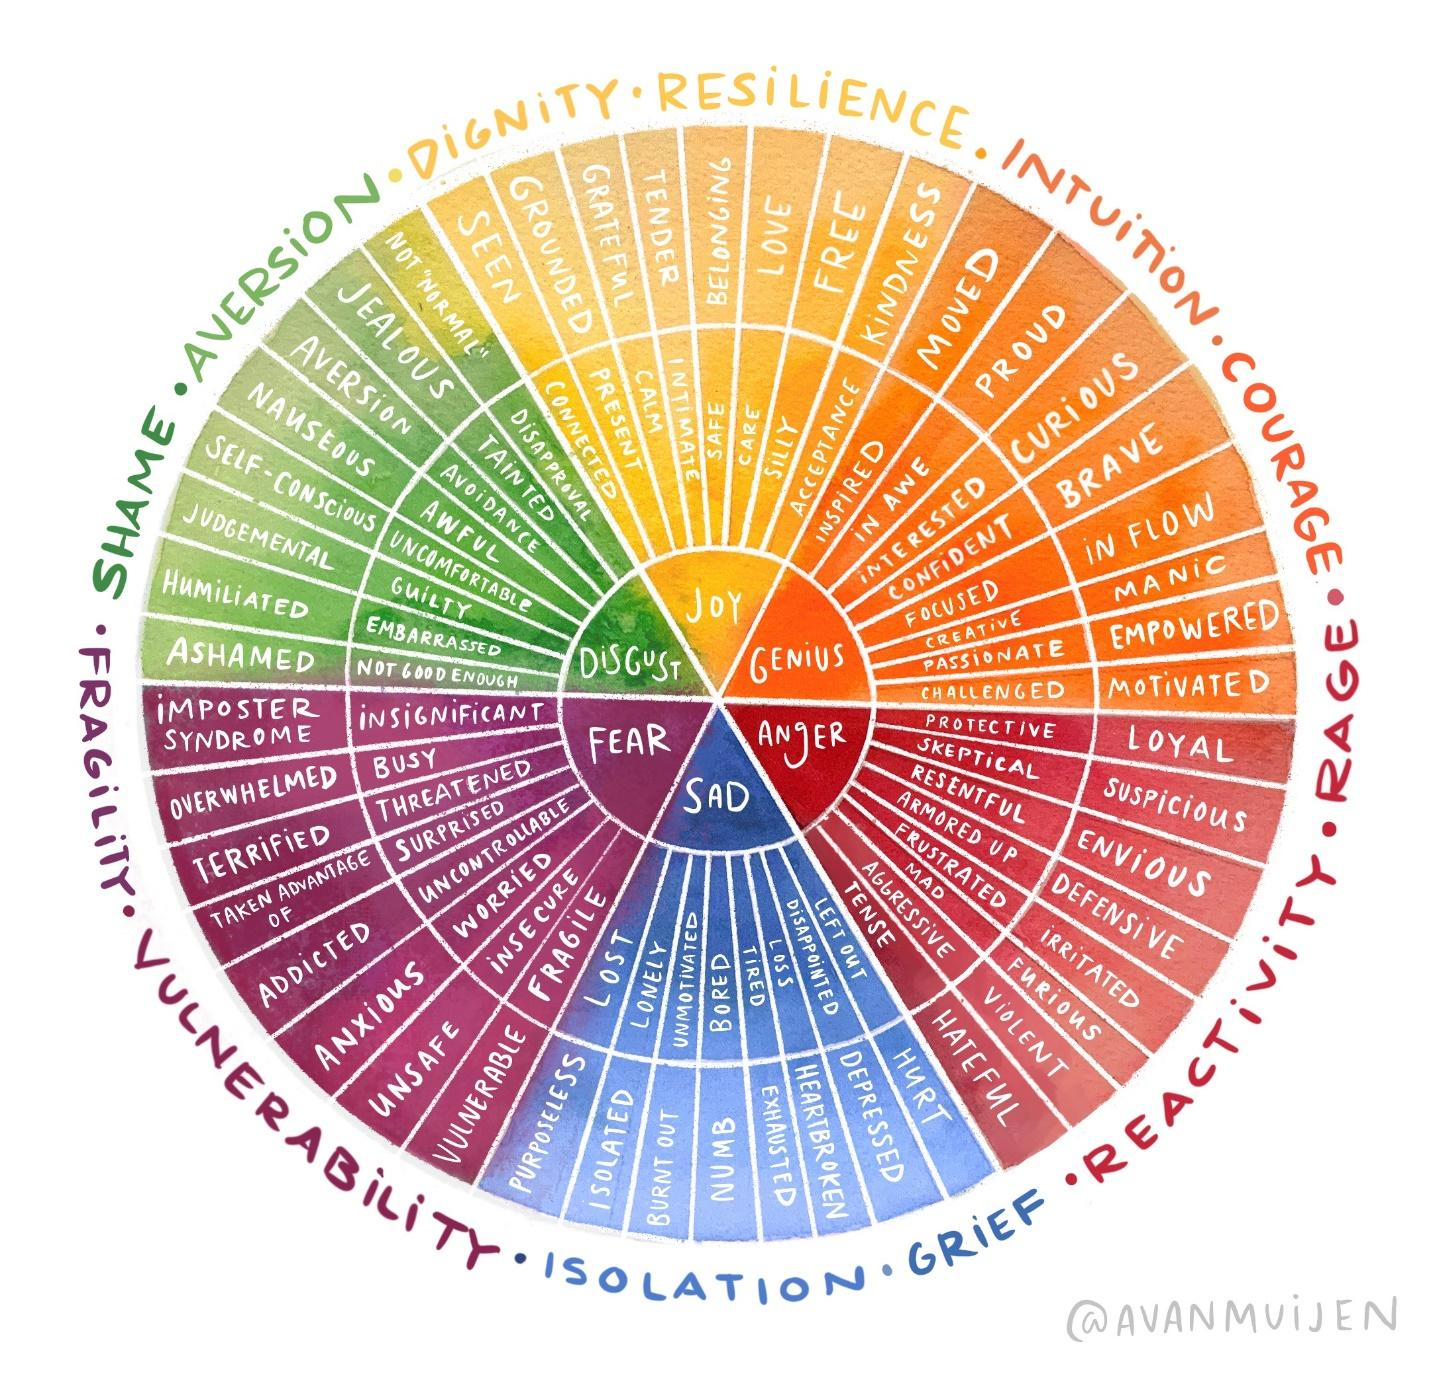 DIGNITY · RESILIENCE · INTUITION · COURAGE · RAGE · REACTIVITY · GRIEF · ISOLATION · VULNERABILITY · FRAGILITY · SHAME · AVERSION ·
JOY
GENIUS
ANGER
SAD
FEAR
DISGUST
CONNECTED
PRESENT
CALM
INTIMATE
SAFE
CARE
SILLY
ACCEPTANCE
SEEN
GROUNDED
GRATEFUL
TENDER
BELONGING
LOVE
FREE
KINDNESS
INSPIRED
IN AWE
INTERESTED
CONFIDENT
FOCUSED
CREATIVE
PASSIONATE
CHALLENGED
MOVED
PROUD
CURIOUS
BRAVE
IN FLOW
MANIC
EMPOWERED
MOTIVATED
PROTECTIVE
SKEPTICAL
RESENTFUL
ARMORED UP
FRUSTRATED
MAD
AGGRESSIVE
TENSE
LOYAL
SUSPICIOUS
ENVIOUS
DEFENSIVE
IRRITATED
FURIOUS
VIOLENT
HATEFUL
LEFT OUT
DISAPPOINTED
LOSS
TIRED
BORED
UNMOTIVATED
LONELY
LOST
HURT
DEPRESSED
HEARTBROKEN
EXHAUSTED
NUMB
BURNT OUT
ISOLATED
PURPOSELESS
FRAGILE
INSECURE
WORRIED
UNCONTROLLABLE
SURPRISED
THREATENED
BUSY
INSIGNIFICANT
VULNERABLE
UNSAFE
ANXIOUS
ADDICTED
TAKEN ADVANTAGE
OF
TERRIFIED
OVERWHELMED
IMPOSTER
SYNDROME
NOT GOOD ENOUGH
EMBARRASSED
GUILTY
UNCOMFORTABLE
AWFUL
AVOIDANCE
TAINTED
DISAPPROVAL
ASHAMED
HUMILIATED
JUDGEMENTAL
SELF-CONSCIOUS
NAUSEOUS
AVERSION
JEALOUS
NOT "NORMAL"
@AVANMUIJEN